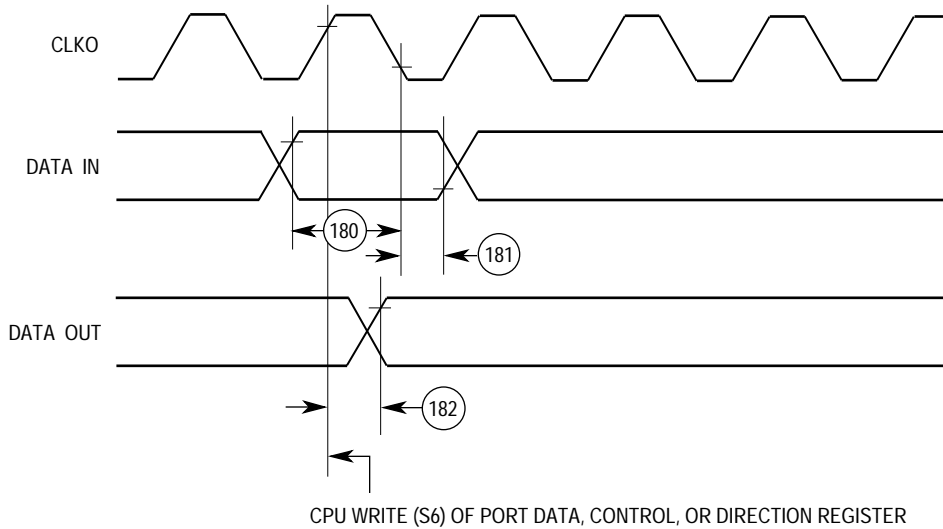 CLKO
DATA IN
180
181
DATA OUT
182
CPU WRITE (S6) OF PORT DATA, CONTROL, OR DIRECTION REGISTER